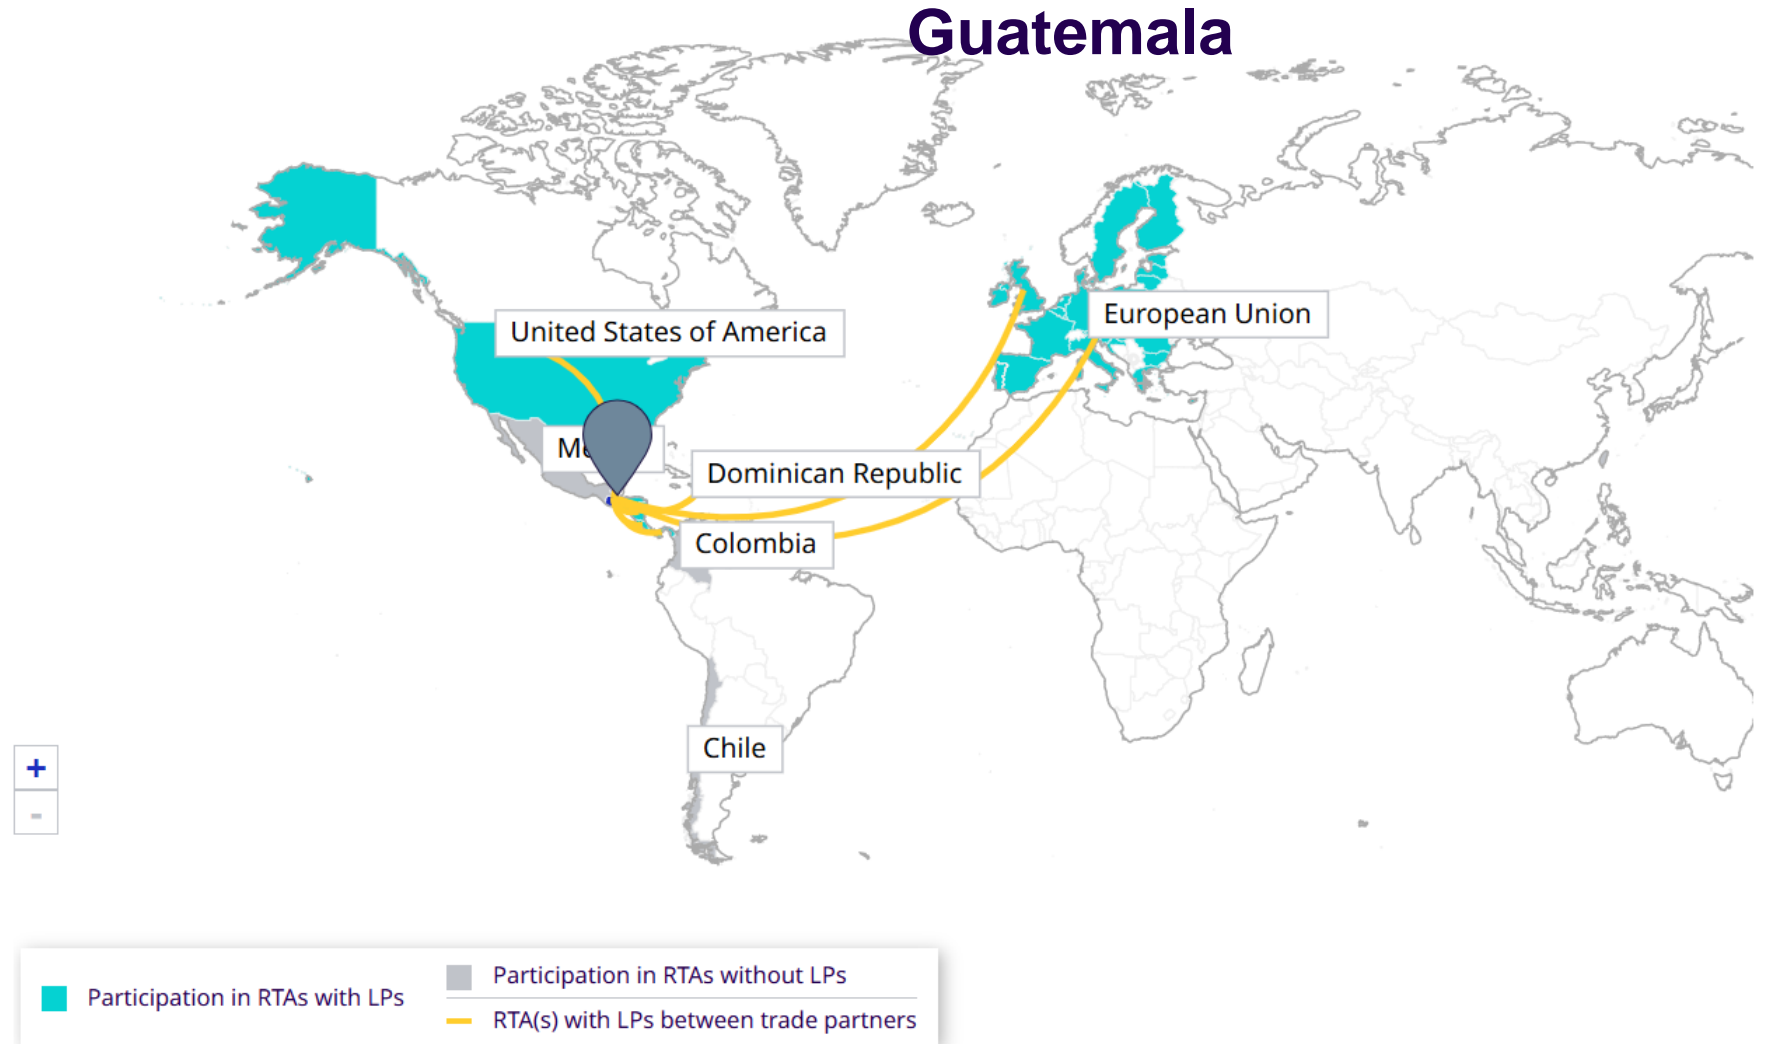 Guatemala
United States of America
European Union
Dominican Republic
Colombia
Chile
+
-
Participation in RTAs with LPs
Participation in RTAs without LPs
RTA(s) with LPs between trade partners